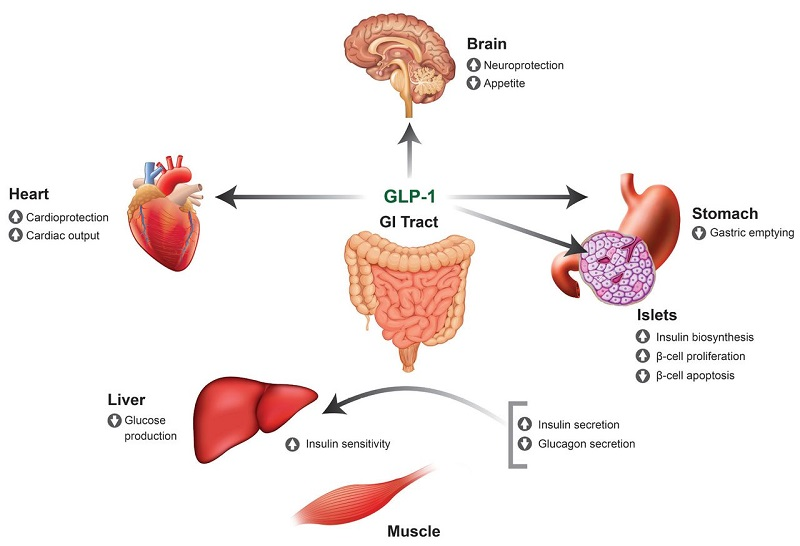 Brain
Neuroprotection
Appetite
Heart
Cardioprotection
Cardiac output
GLP-1
GI Tract
Stomach
Gastric emptying
Islets
Insulin biosynthesis
β-cell proliferation
β-cell apoptosis
Liver
Glucose
production
Insulin sensitivity
Insulin secretion
Glucagon secretion
Muscle